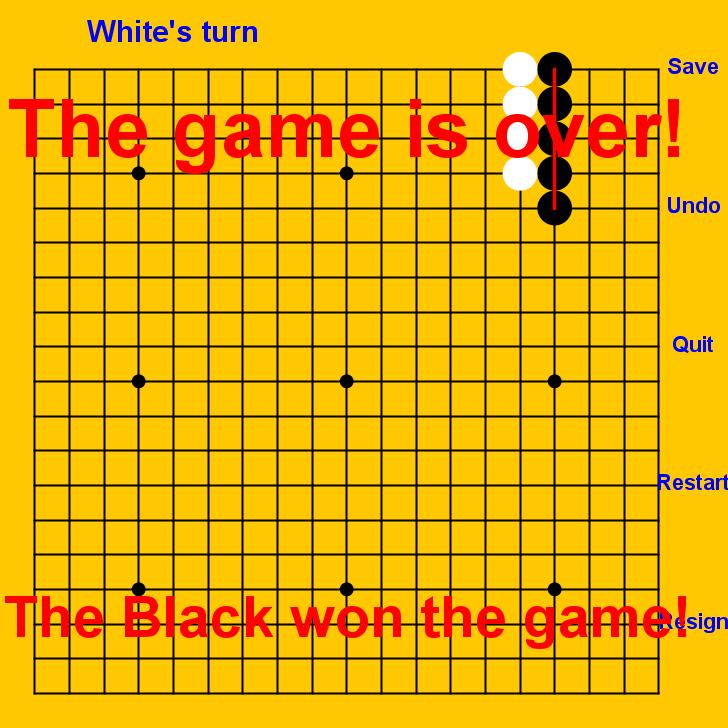 White's turn
Save
The game is over!
Undo
Quit
Restart
The Black won the game!
Resign